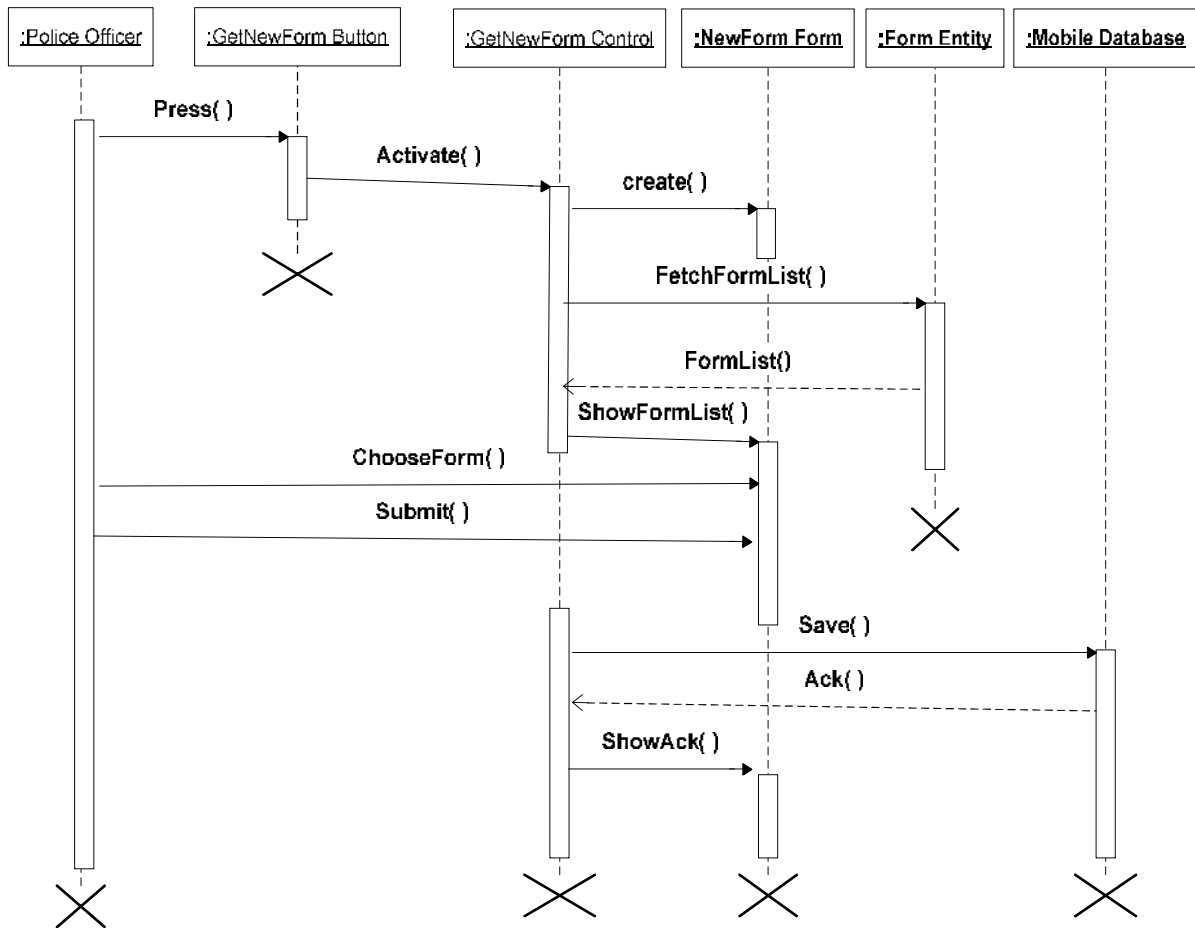 :Police Officer
:GetNewForm Button
:GetNewForm Control
:NewForm Form
:Form Entity
:Mobile Database
Press( )
Activate( )
create( )
FetchFormList( )
FormList()
ShowFormList( )
ChooseForm( )
Submit( )
Save( )
Ack( )
ShowAck( )